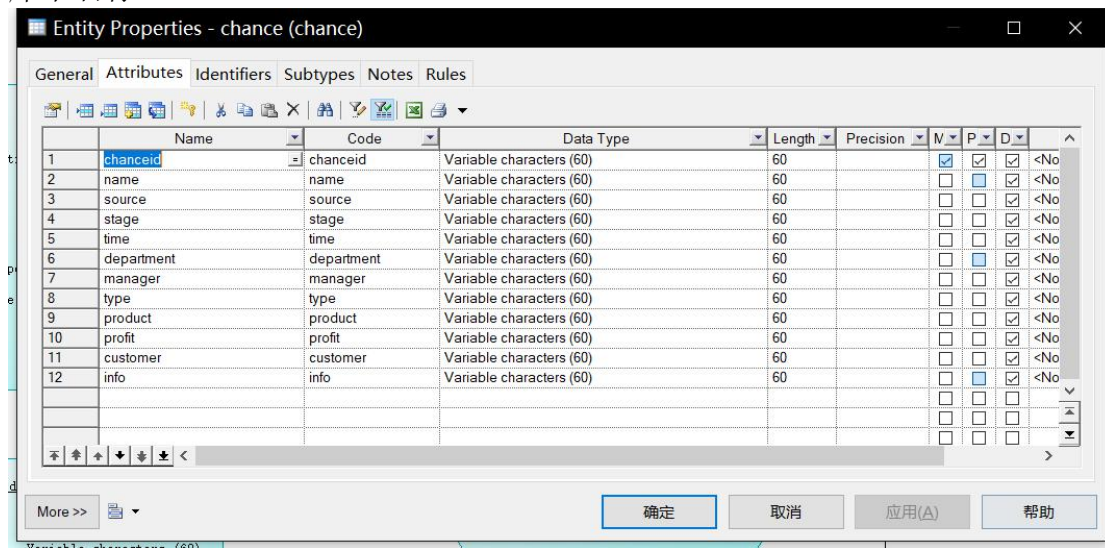 Entity Properties - chance (chance)
General Attributes Identifiers Subtypes Notes Rules
Name Code Data Type Length Precision M P D
1 chanceid = chanceid Variable characters (60) 60 <No
2 name name Variable characters (60) 60 <No
3 source source Variable characters (60) 60 <No
4 stage stage Variable characters (60) 60 <No
5 time time Variable characters (60) 60 <No
6 department department Variable characters (60) 60 <No
7 manager manager Variable characters (60) 60 <No
8 type type Variable characters (60) 60 <No
9 product product Variable characters (60) 60 <No
10 profit profit Variable characters (60) 60 <No
11 customer customer Variable characters (60) 60 <No
12 info info Variable characters (60) 60 <No
More >> 确定 取消 应用(A) 帮助
Variable characters (60)